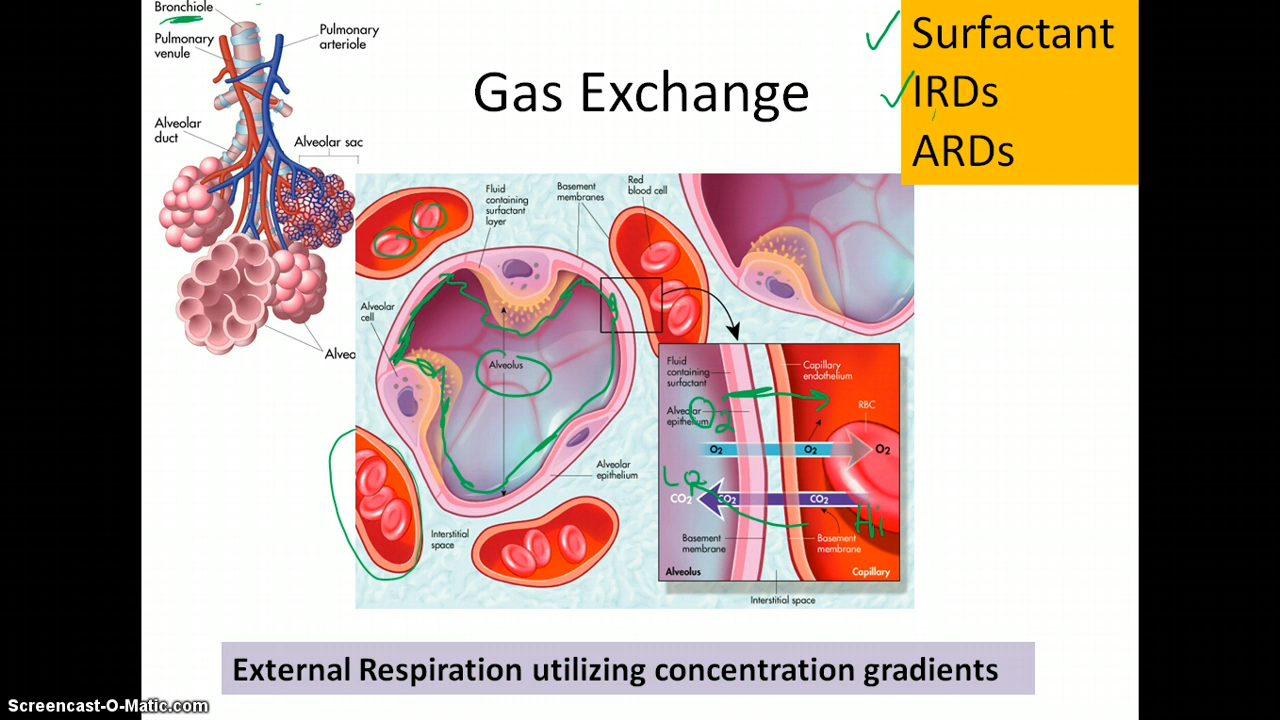 Bronchiole
Pulmonary
venule
Pulmonary
arteriole
Alveolar
duct
Alveolar sac
Alveo
Gas Exchange
Surfactant
IRDs
ARDs
Fluid
containing
surfactant
layer
Basement
membranes
Red
blood cell
Alveolar
cell
Alveolus
Alveolar
epithelium
Interstitial
space
Fluid
containing
surfactant
Capillary
endothelium
Alveolar
epithelium
O2
RBC
O2 O2 O2
Lo
Hi
CO2 CO2 CO2
Basement
membrane
Basement
membrane
Alveolus
Capillary
Interstitial space
External Respiration utilizing concentration gradients
Screencast-O-Matic.com